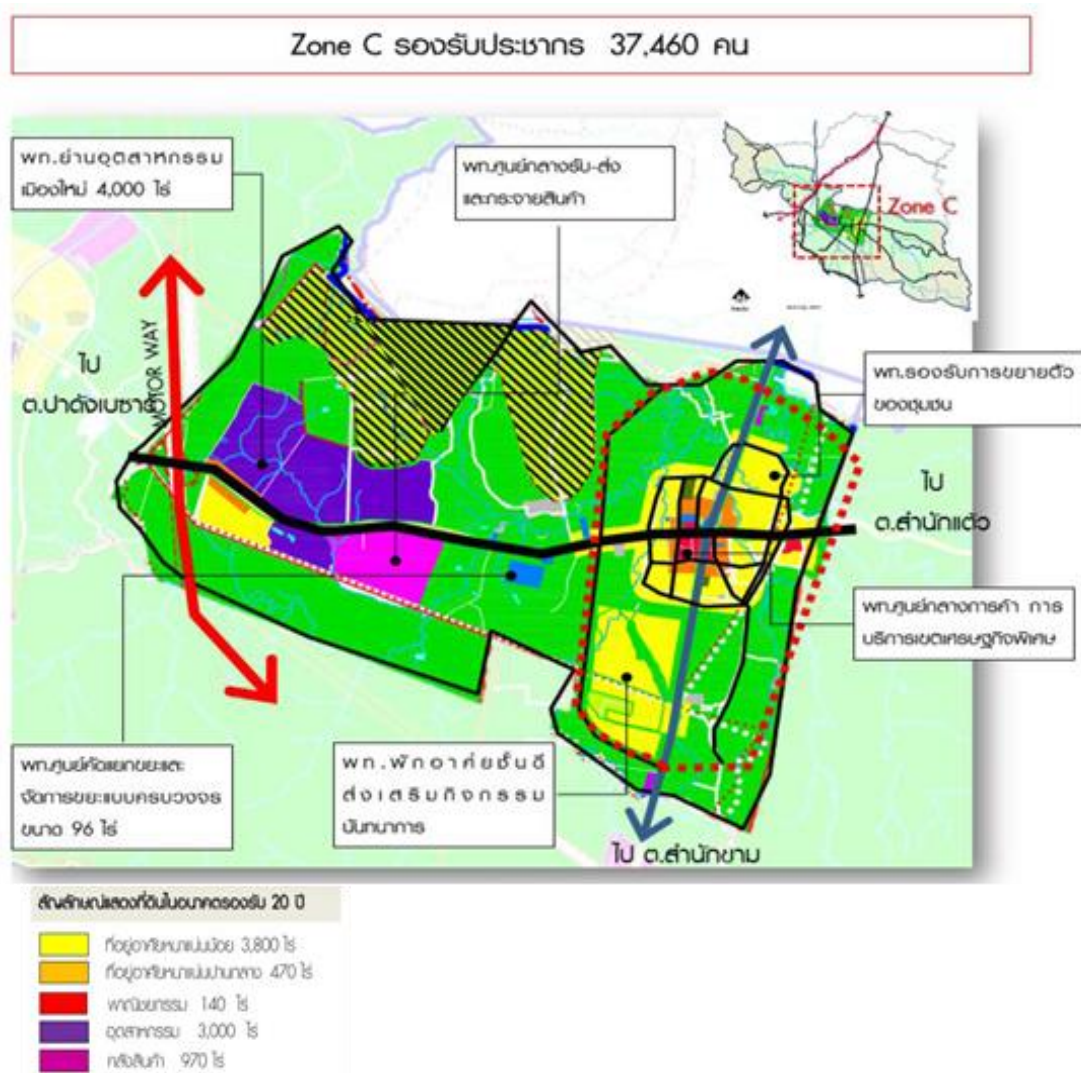 Zone C รองรับประชากร 37,460 คน
พท.ย่านอุตสาหกรรม
เมืองใหม่ 4,000 ไร่
พท.ศูนย์กลางรับ-ส่ง
และกระจายสินค้า
Zone C
MOTOR WAY
ไป
ต.ปาดังเบซาร์
พท.รองรับการขยายตัว
ของชุมชน
ไป
ต.สำนักแต้ว
พท.ศูนย์กลางการค้า การ
บริการเขตเศรษฐกิจพิเศษ
พท.ศูนย์คัดแยกขยะและ
จัดการขยะแบบครบวงจร
ขนาด 96 ไร่
พท.พักอาศัยชั้นดี
ส่งเสริมกิจกรรม
นันทนาการ
ไป ต.สำนักขาม
สัญลักษณ์แสดงที่ดินในอนาคตรองรับ 20 ปี
ที่อยู่อาศัยหนาแน่นน้อย 3,800 ไร่
ที่อยู่อาศัยหนาแน่นปานกลาง 470 ไร่
พาณิชยกรรม 140 ไร่
อุตสาหกรรม 3,000 ไร่
คลังสินค้า 970 ไร่